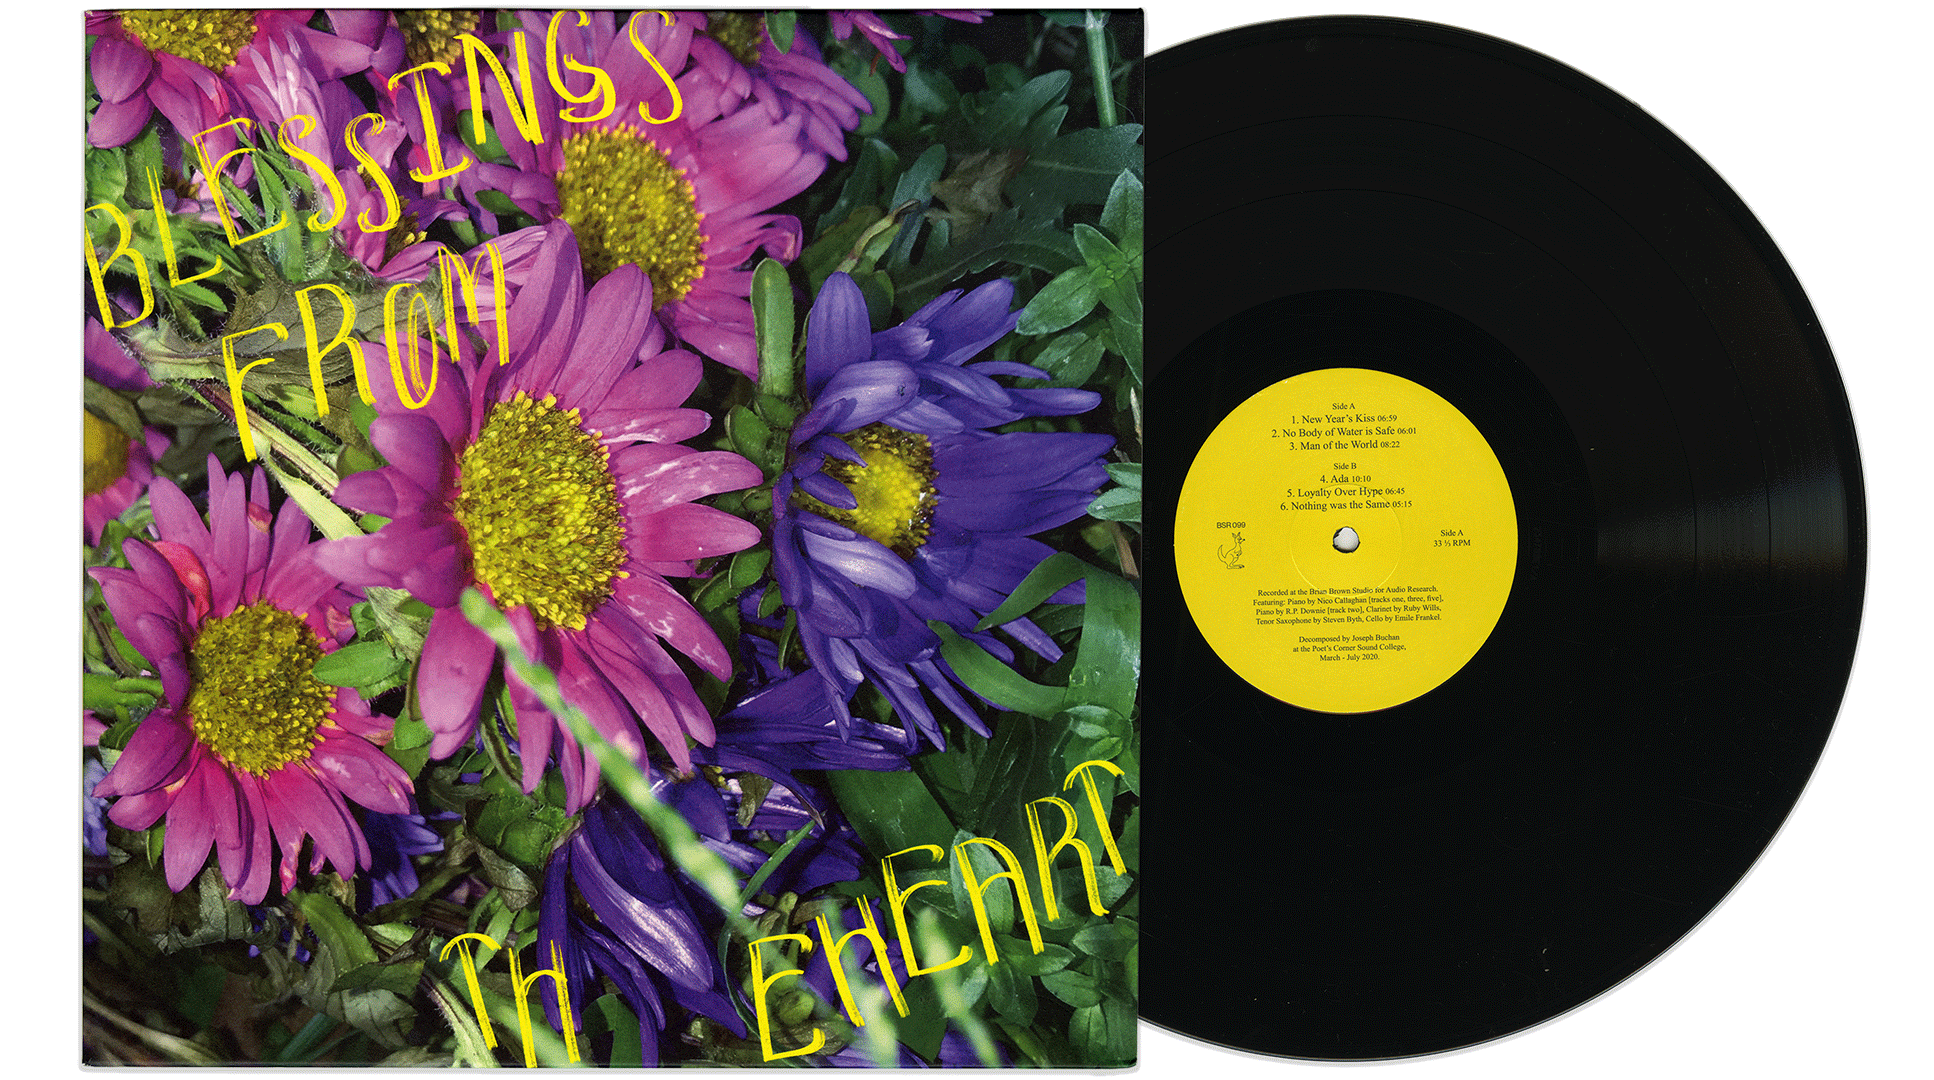 BLESSINGS
FROM
TH EHEART
Side A
1. New Year's Kiss 06:59
2. No Body of Water is Safe 06:01
3. Man of the World 08:22
Side B
4. Ada 10:10
5. Loyalty Over Hype 06:45
6. Nothing was the Same 05:15
BSR 099
Side A
33 ⅓ RPM
Recorded at the Brian Brown Studio for Audio Research.
Featuring: Piano by Nico Callaghan [tracks one, three, five],
Piano by R.P. Downie [track two], Clarinet by Ruby Wills,
Tenor Saxophone by Steven Byth, Cello by Emile Frankel.
Decomposed by Joseph Buchan
at the Poet's Corner Sound College,
March - July 2020.